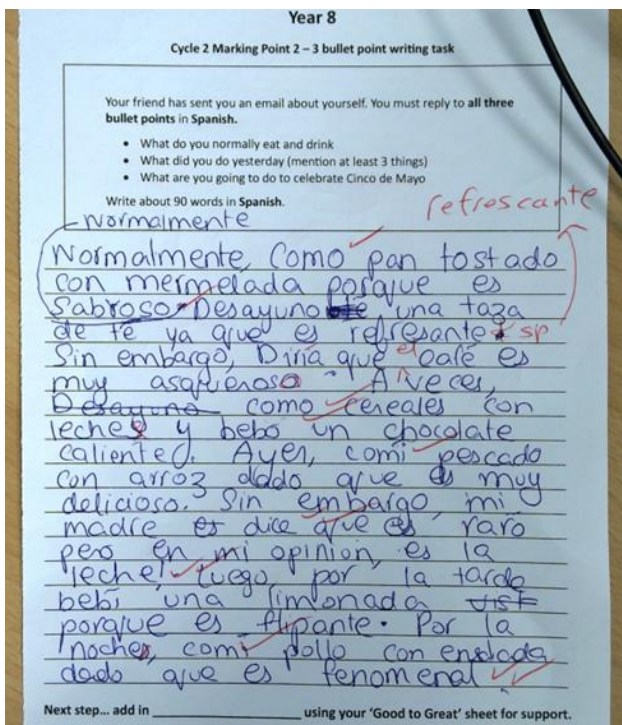 Year 8
Cycle 2 Marking Point 2 – 3 bullet point writing task
Your friend has sent you an email about yourself. You must reply to all three
bullet points in Spanish.
• What do you normally eat and drink
• What did you do yesterday (mention at least 3 things)
• What are you going to do to celebrate Cinco de Mayo
Write about 90 words in Spanish.
refrescante
Normalmente
Normalmente, Como pan tostado
con mermelada porque es
Sabroso. Desayuno una taza
de té ya que es refresante sp
Sin embargo, Diría que el café es
muy asqueroso. A veces,
Desayuno como cereales con
leche y bebo un chocolate
caliente. Ayer, comí pescado
con arroz dado que es muy
delicioso. Sin embargo, mi
madre es dice que es raro
pero en mi opinion, es la
leche! Luego, por la tarde
bebí una limonada
porque es flipante. Por la
noche, comí pollo con ensalada
dado que es fenomenal
Next step... add in ____________ using your 'Good to Great' sheet for support.